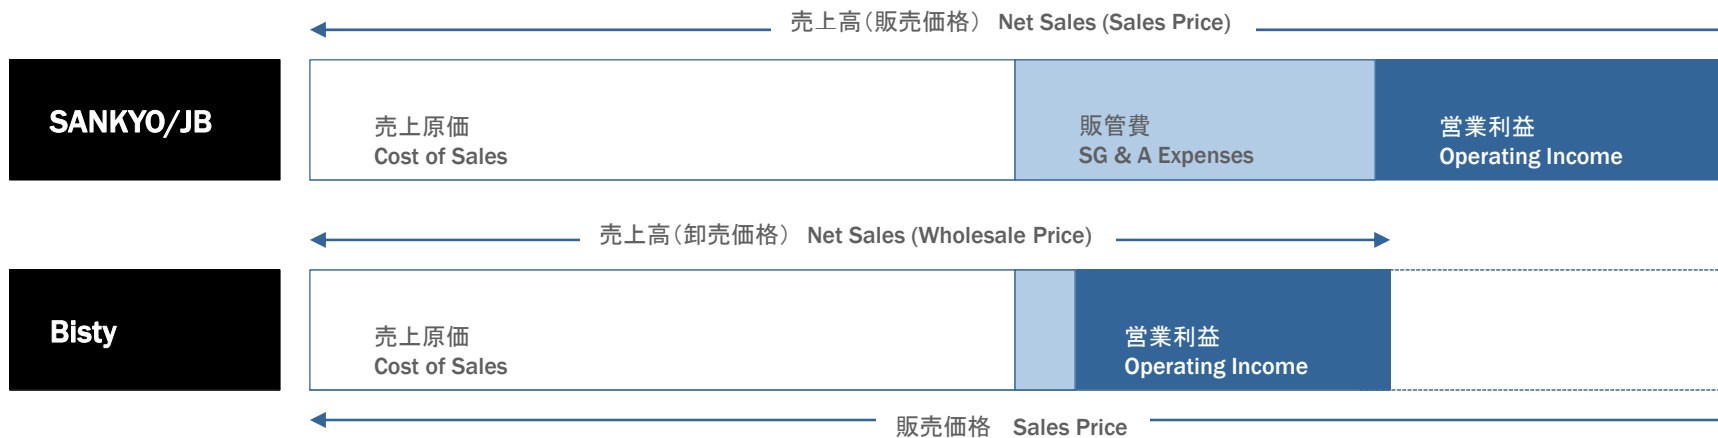 売上高(販売価格) Net Sales (Sales Price)
SANKYO/JB
売上原価
Cost of Sales
販管費
SG & A Expenses
営業利益
Operating Income
売上高(卸売価格) Net Sales (Wholesale Price)
Bisty
売上原価
Cost of Sales
営業利益
Operating Income
販売価格 Sales Price